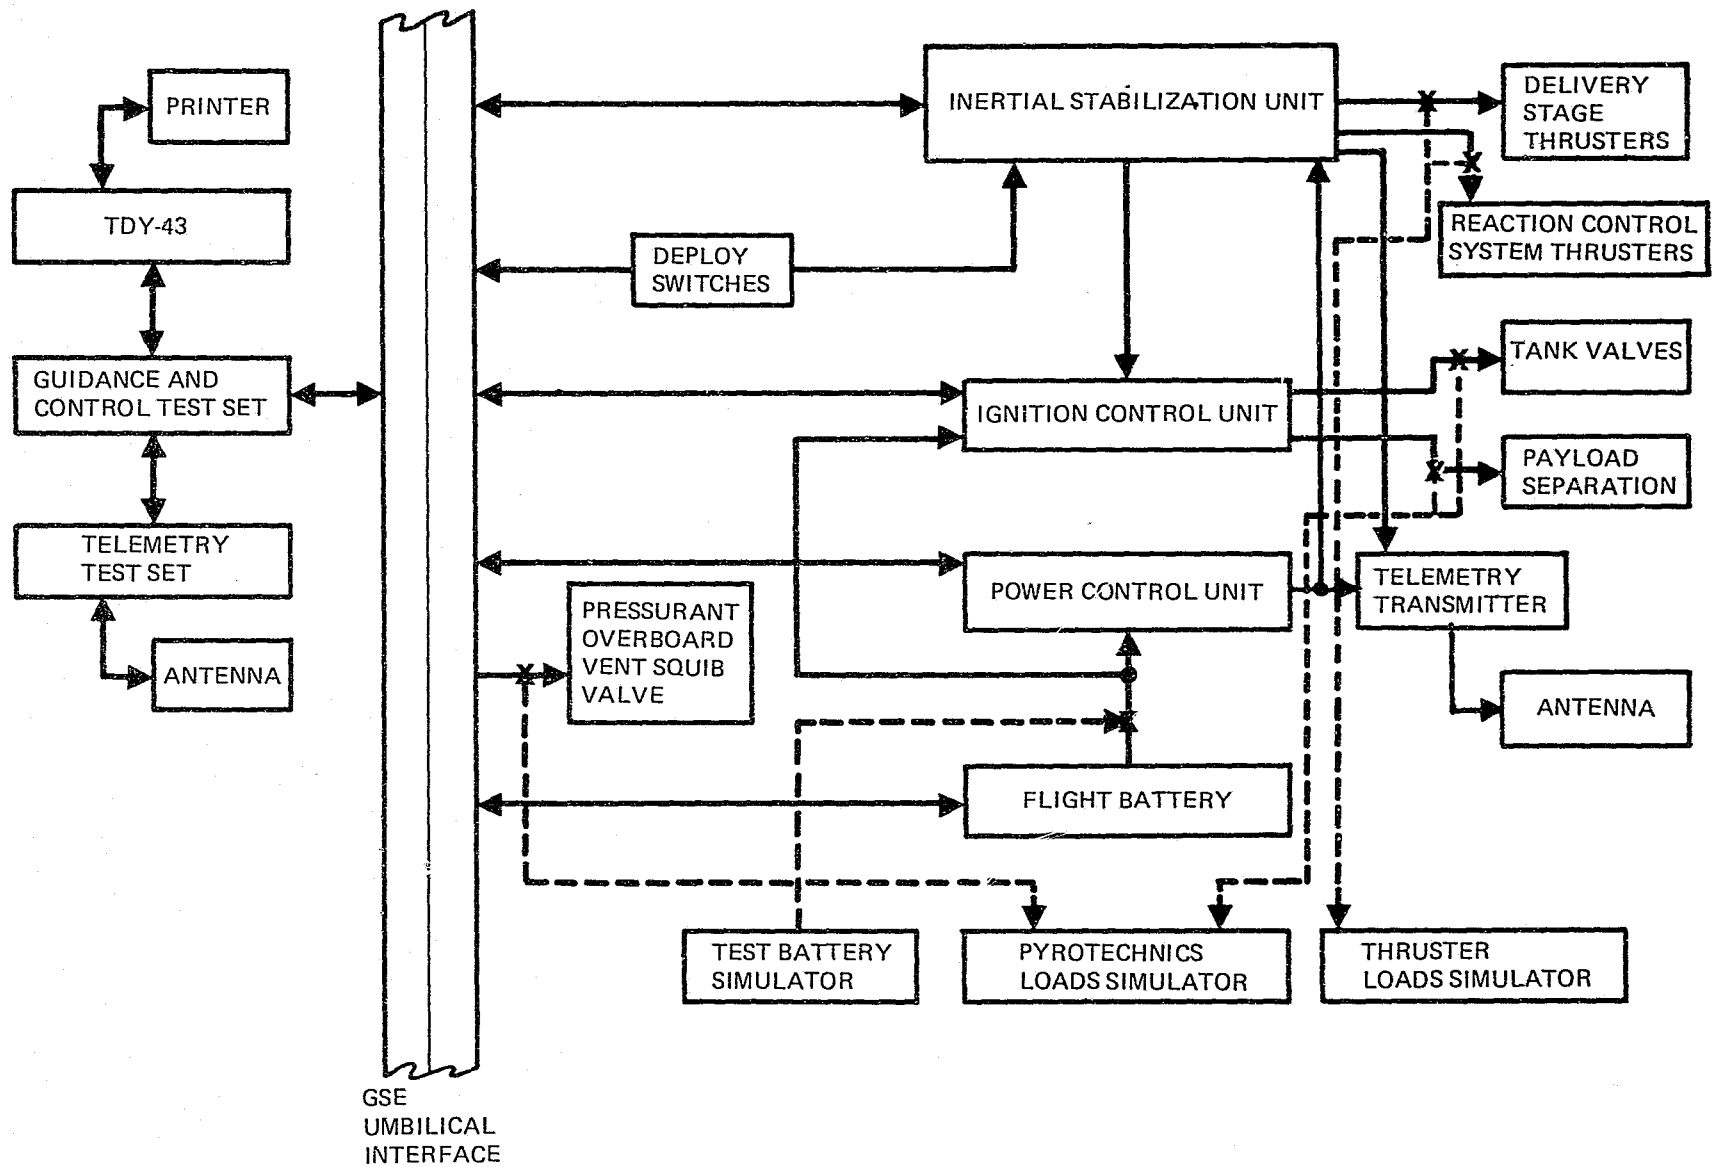 PRINTER
TDY-43
GUIDANCE AND
CONTROL TEST SET
TELEMETRY
TEST SET
ANTENNA
GSE
UMBILICAL
INTERFACE
INERTIAL STABILIZATION UNIT
DEPLOY
SWITCHES
IGNITION CONTROL UNIT
POWER CONTROL UNIT
PRESSURANT
OVERBOARD
VENT SQUIB
VALVE
FLIGHT BATTERY
TEST BATTERY
SIMULATOR
PYROTECHNICS
LOADS SIMULATOR
THRUSTER
LOADS SIMULATOR
DELIVERY
STAGE
THRUSTERS
REACTION CONTROL
SYSTEM THRUSTERS
TANK VALVES
PAYLOAD
SEPARATION
TELEMETRY
TRANSMITTER
ANTENNA